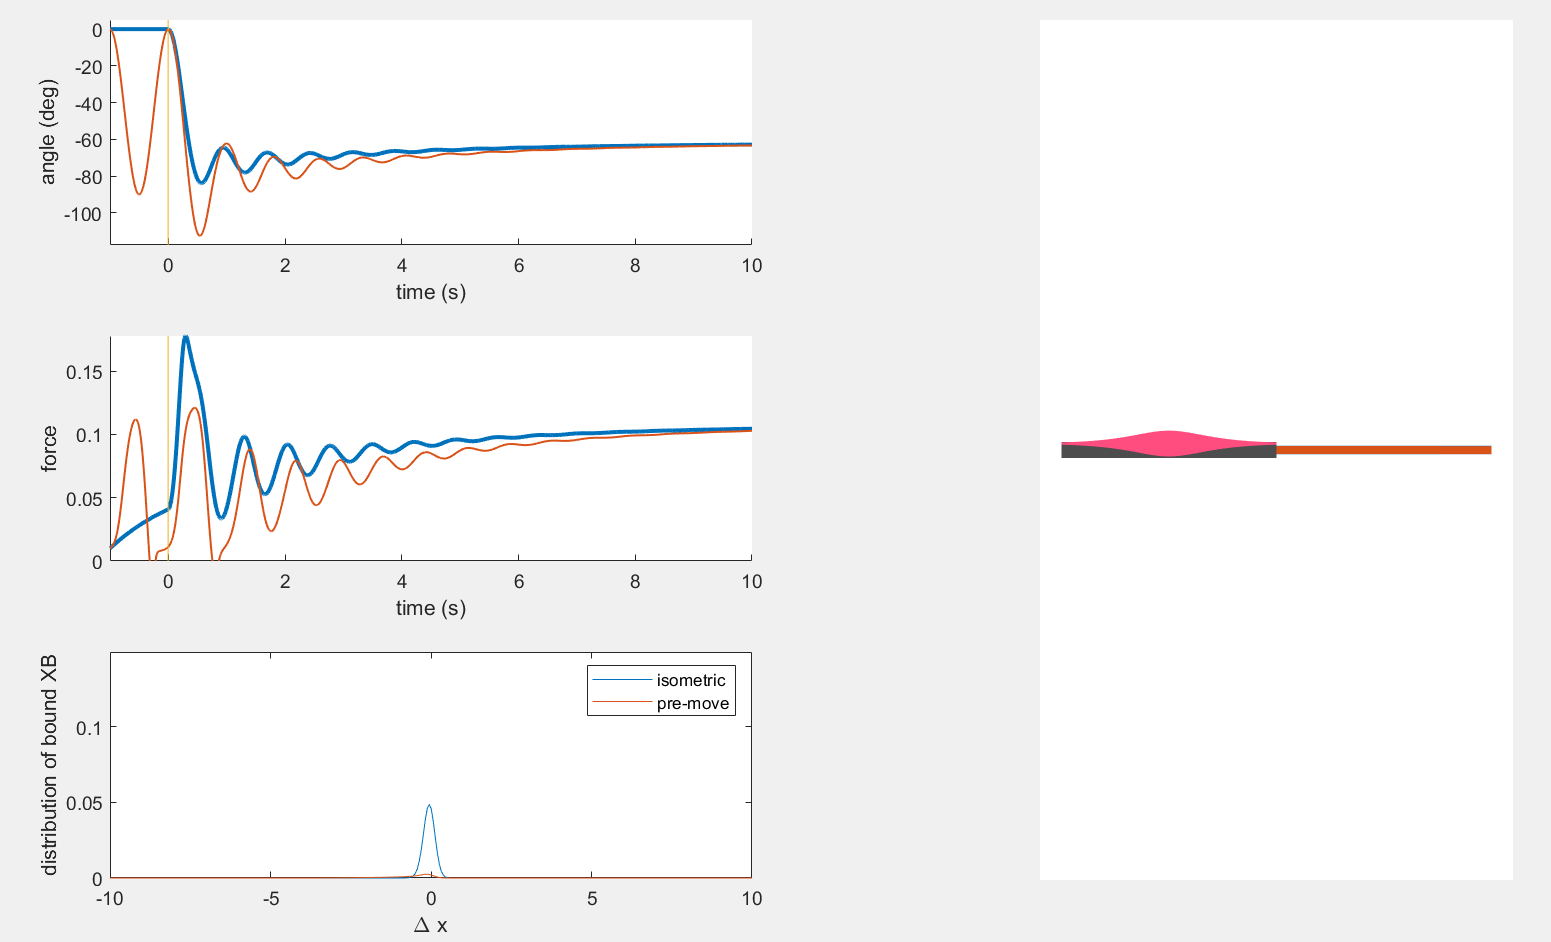 angle (deg)
0
-20
-40
-60
-80
-100
0 2 4 6 8 10
time (s)
force
0.15
0.1
0.05
0
0 2 4 6 8 10
time (s)
distribution of bound XB
0.1
0.05
0
isometric
pre-move
-10 -5 0 5 10
Δ x